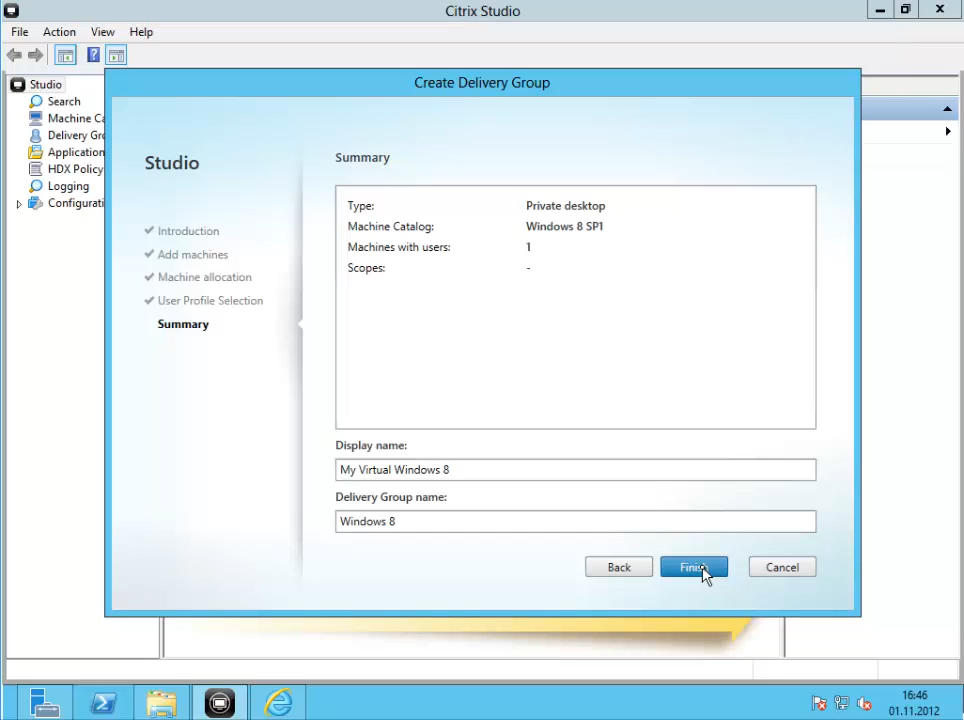 Citrix Studio
File Action View Help
Studio
Search
Machine Ca
Delivery Gro
Application
HDX Policy
Logging
Configurati
Create Delivery Group
Studio
Introduction
Add machines
Machine allocation
User Profile Selection
Summary
Summary
Type: Private desktop
Machine Catalog: Windows 8 SP1
Machines with users: 1
Scopes: -
Display name:
My Virtual Windows 8
Delivery Group name:
Windows 8
Back Finish Cancel
16:46
01.11.2012